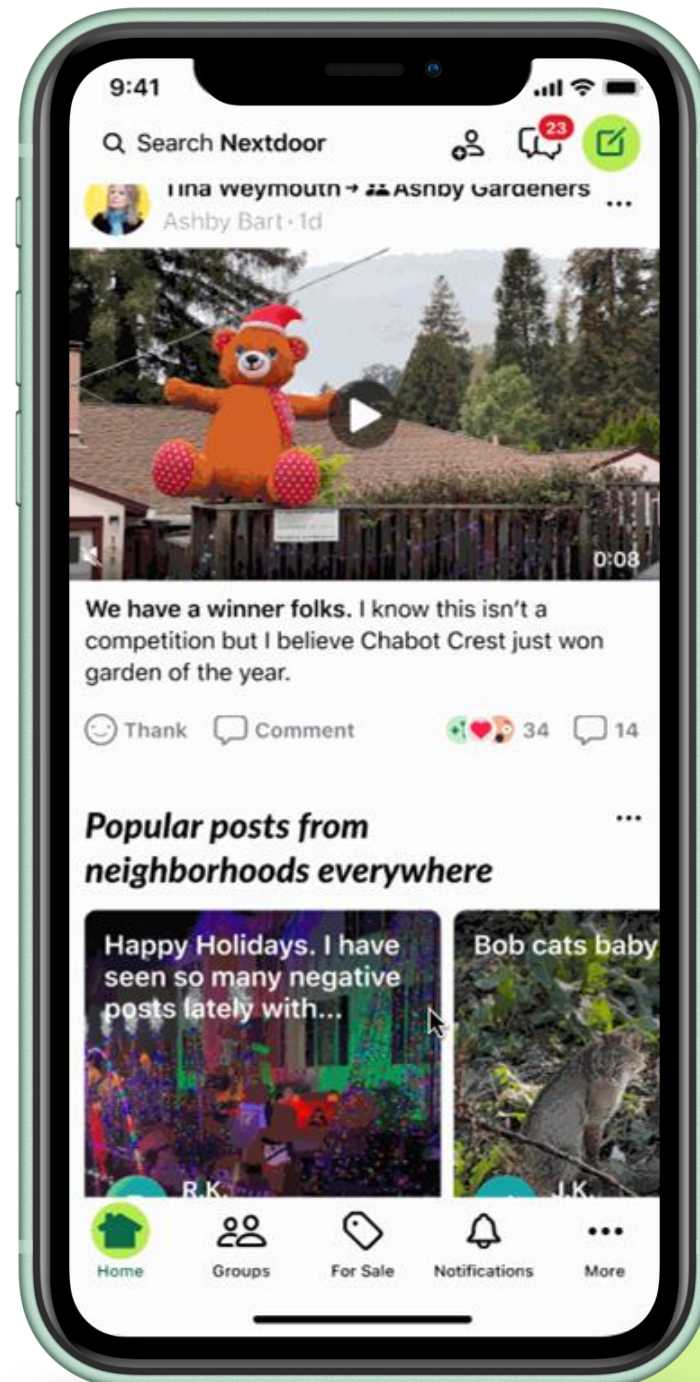 9:41
Search Nextdoor
23
Tina Weymouth → Ashby Gardeners
Ashby Bart · 1d
0:08
We have a winner folks. I know this isn't a
competition but I believe Chabot Crest just won
garden of the year.
Thank
Comment
34
14
Popular posts from
neighborhoods everywhere
Happy Holidays. I have
seen so many negative
posts lately with...
Bob cats baby
R.K.
J.K.
Home
Groups
For Sale
Notifications
More